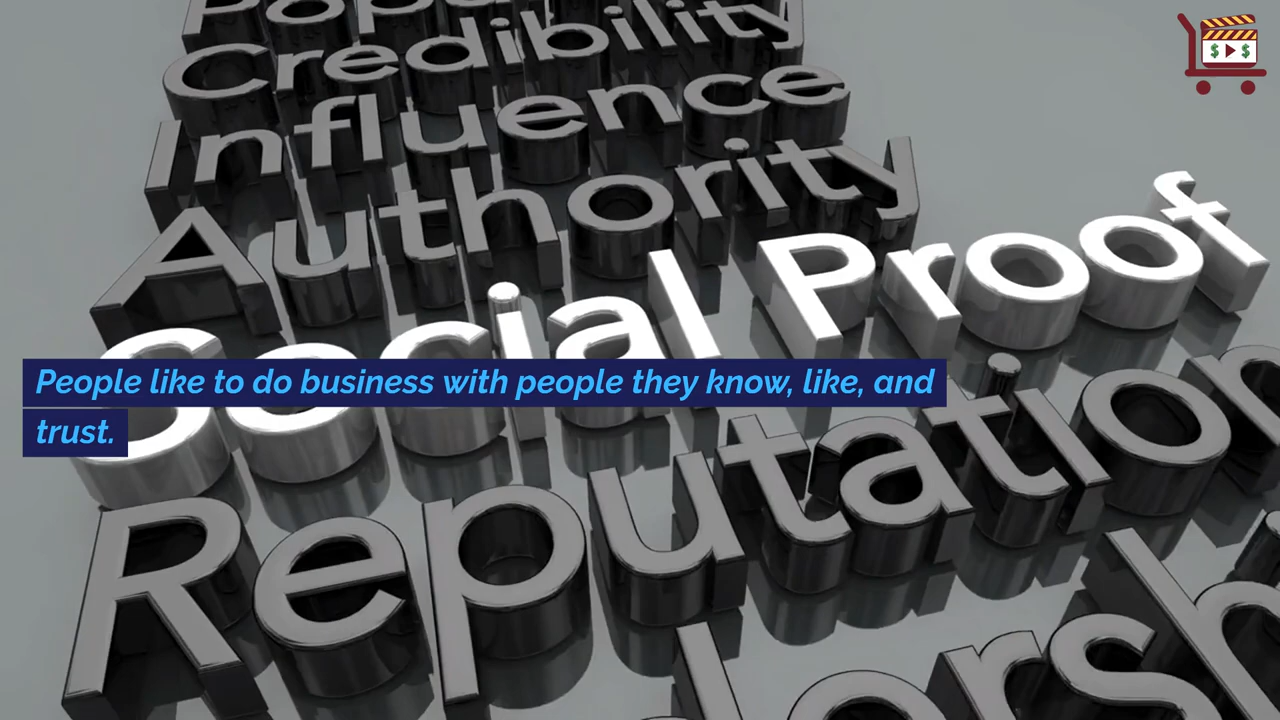 Credibility
Influence
Authority
Social Proof
People like to do business with people they know, like, and
trust.
Reputation
$ $